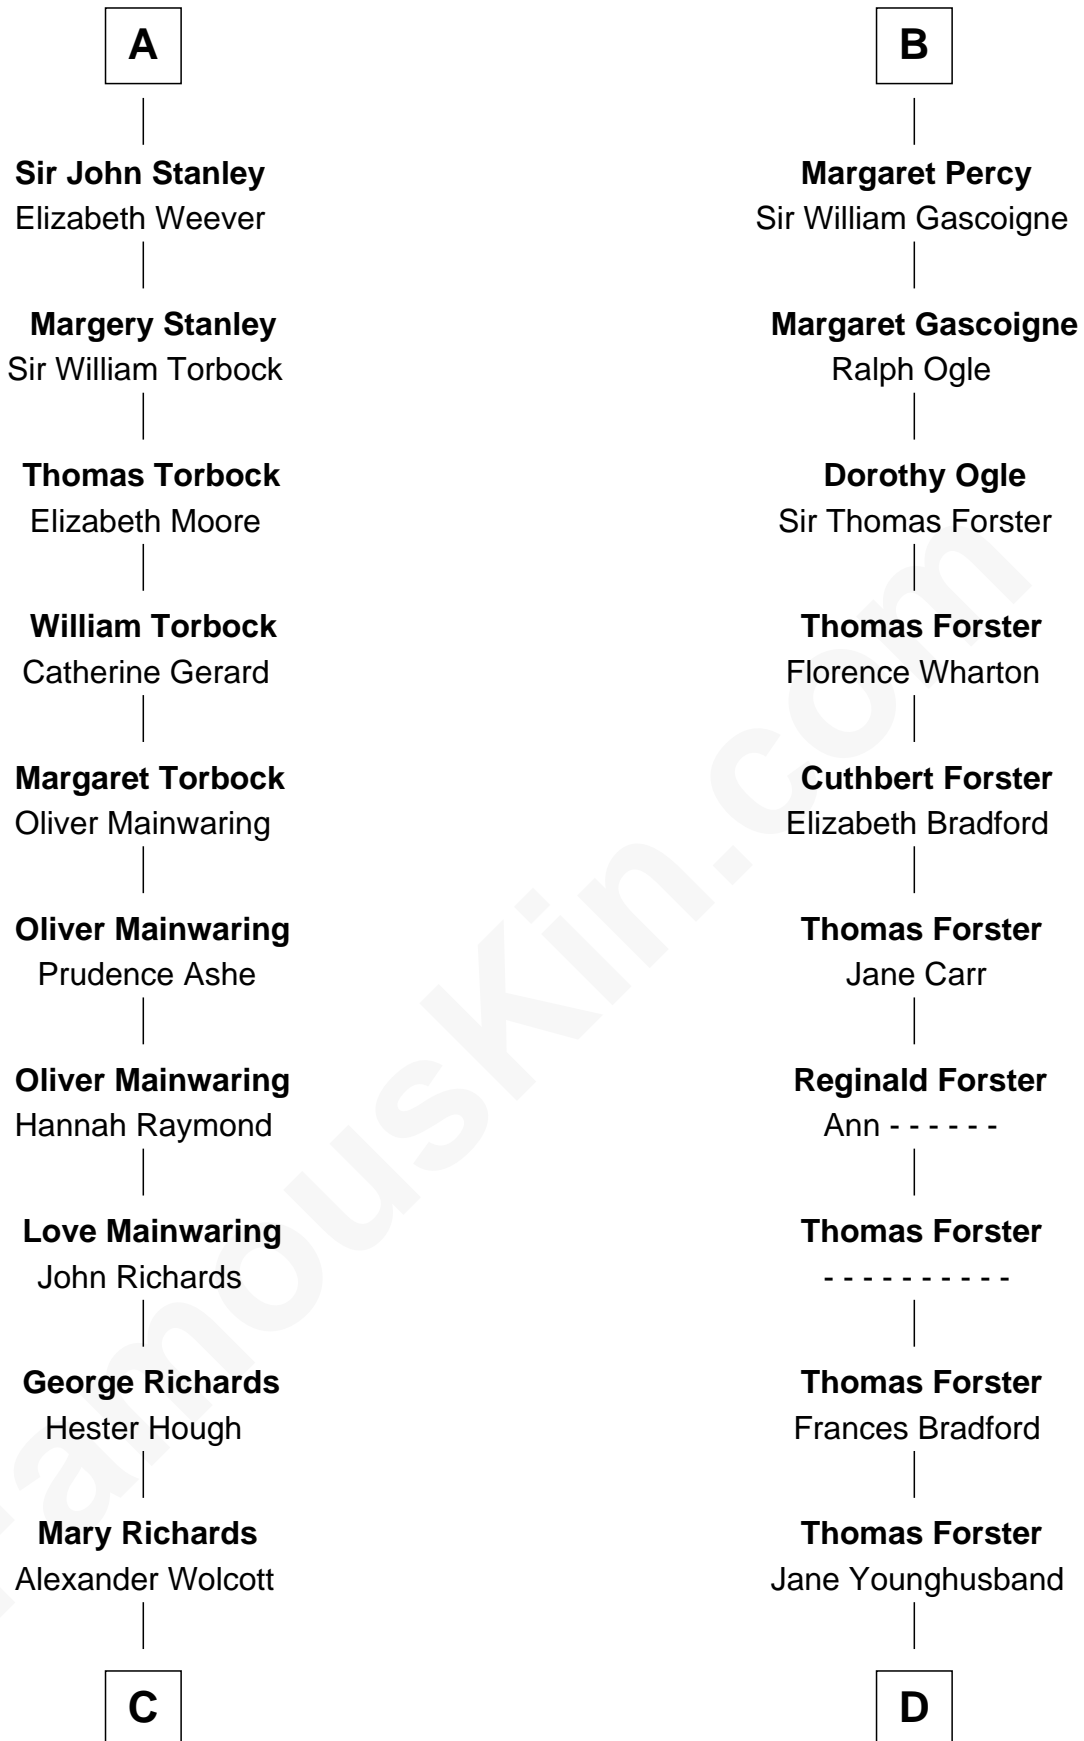 A
Sir John Stanley
Elizabeth Weever
Margery Stanley
Sir William Torbock
Thomas Torbock
Elizabeth Moore
William Torbock
Catherine Gerard
Margaret Torbock
Oliver Mainwaring
Oliver Mainwaring
Prudence Ashe
Oliver Mainwaring
Hannah Raymond
Love Mainwaring
John Richards
George Richards
Hester Hough
Mary Richards
Alexander Wolcott
C
B
Margaret Percy
Sir William Gascoigne
Margaret Gascoigne
Ralph Ogle
Dorothy Ogle
Sir Thomas Forster
Thomas Forster
Florence Wharton
Cuthbert Forster
Elizabeth Bradford
Thomas Forster
Jane Carr
Reginald Forster
Ann - - - - - -
Thomas Forster
- - - - - - - - - -
Thomas Forster
Frances Bradford
Thomas Forster
Jane Younghusband
D
FamousKin.com